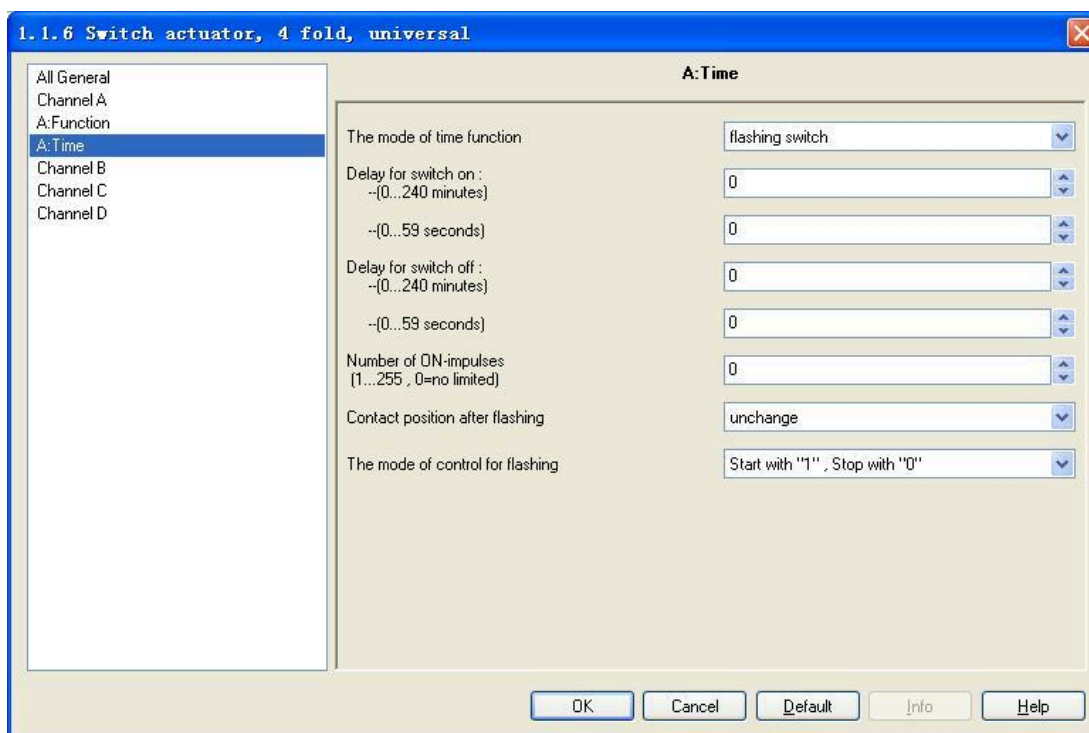 1.1.6 Switch actuator, 4 fold, universal
All General
Channel A
A:Function
A:Time
Channel B
Channel C
Channel D
A:Time
The mode of time function
flashing switch
Delay for switch on :
--(0...240 minutes)
0
--(0...59 seconds)
0
Delay for switch off :
--(0...240 minutes)
0
--(0...59 seconds)
0
Number of ON-impulses
(1...255 , 0=no limited)
0
Contact position after flashing
unchange
The mode of control for flashing
Start with "1" , Stop with "0"
OK
Cancel
Default
Info
Help